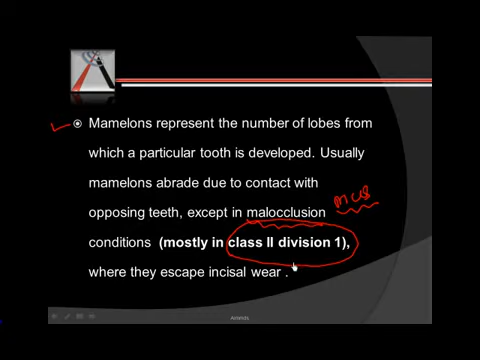 Mamelons represent the number of lobes from
which a particular tooth is developed. Usually
mamelons abrade due to contact with
opposing teeth, except in malocclusion
MCQ
conditions (mostly in class II division 1),
where they escape incisal wear .